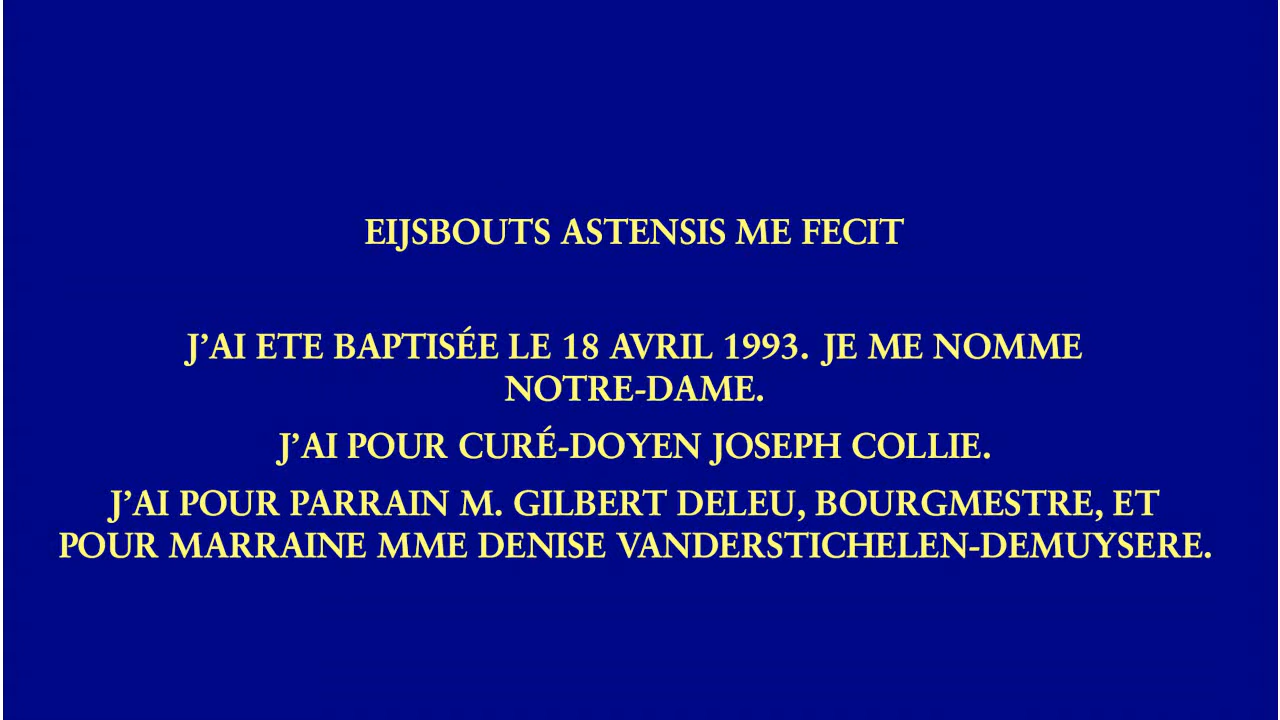 EIJSBOUTS ASTENSIS ME FECIT
J’AI ETE BAPTISÉE LE 18 AVRIL 1993. JE ME NOMME
NOTRE-DAME.
J’AI POUR CURÉ-DOYEN JOSEPH COLLIE.
J’AI POUR PARRAIN M. GILBERT DELEU, BOURGMESTRE, ET
POUR MARRAINE MME DENISE VANDERSTICHELEN-DEMUYSERE.